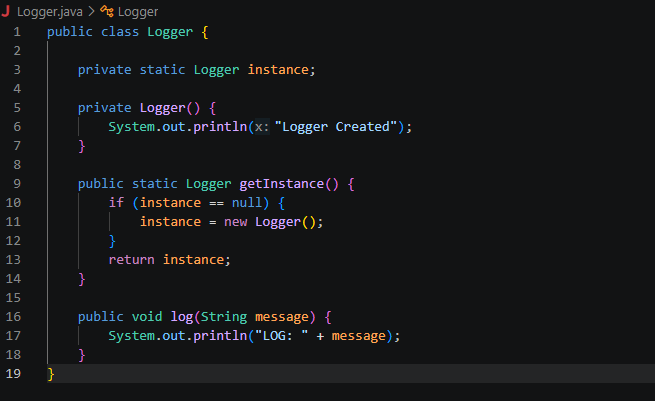 Logger.java > Logger
1 public class Logger {
2
3     private static Logger instance;
4
5     private Logger() {
6         System.out.println(x: "Logger Created");
7     }
8
9     public static Logger getInstance() {
10         if (instance == null) {
11             instance = new Logger();
12         }
13         return instance;
14     }
15
16     public void log(String message) {
17         System.out.println("LOG: " + message);
18     }
19 }